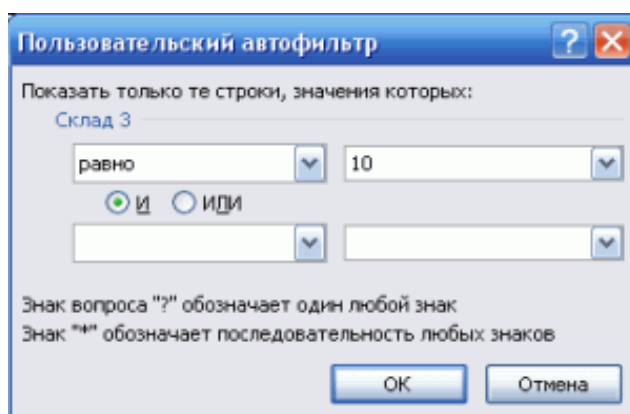 Пользовательский автофильтр
Показать только те строки, значения которых:
Склад 3
равно 10
И ИЛИ
Знак вопроса "?" обозначает один любой знак
Знак "*" обозначает последовательность любых знаков
ОК Отмена